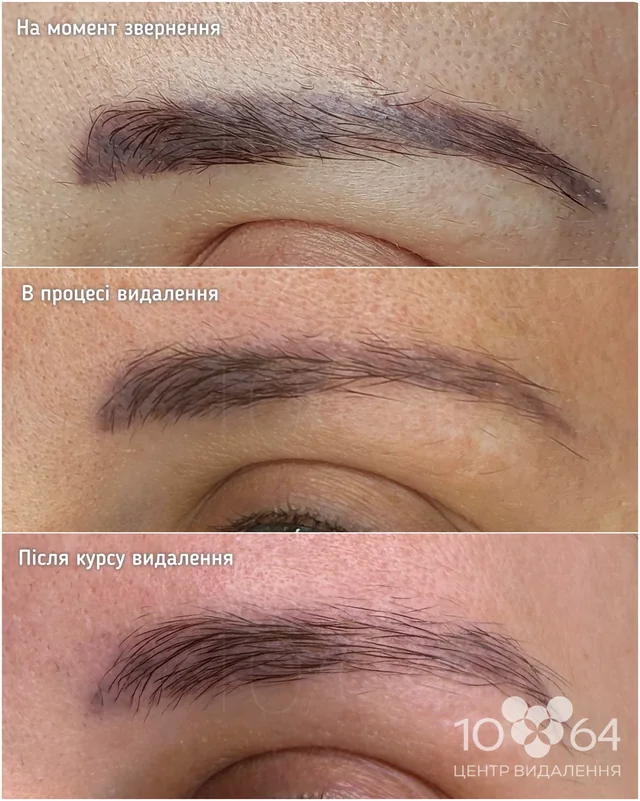 На момент звернення
В процесі видалення
Після курсу видалення
10 64
ЦЕНТР ВИДАЛЕННЯ